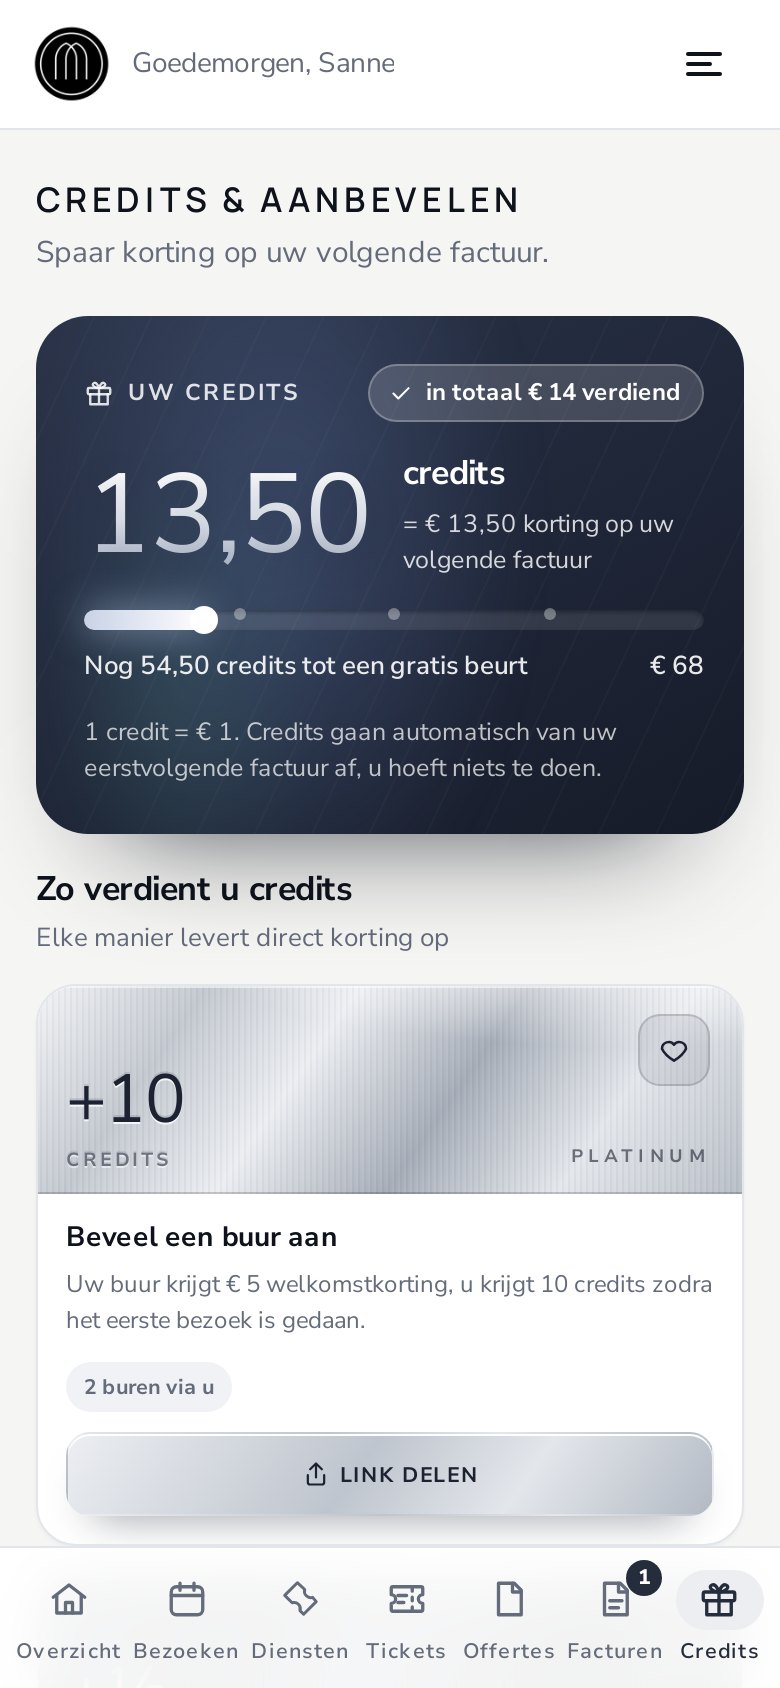 Goedemorgen, Sanne
CREDITS & AANBEVELEN
Spaar korting op uw volgende factuur.
UW CREDITS
in totaal € 14 verdiend
13,50
credits
= € 13,50 korting op uw
volgende factuur
Nog 54,50 credits tot een gratis beurt
€ 68
1 credit = € 1. Credits gaan automatisch van uw
eerstvolgende factuur af, u hoeft niets te doen.
Zo verdient u credits
Elke manier levert direct korting op
+10
CREDITS
PLATINUM
Beveel een buur aan
Uw buur krijgt € 5 welkomstkorting, u krijgt 10 credits zodra
het eerste bezoek is gedaan.
2 buren via u
LINK DELEN
1
Overzicht
Bezoeken
Diensten
Tickets
Offertes
Facturen
Credits